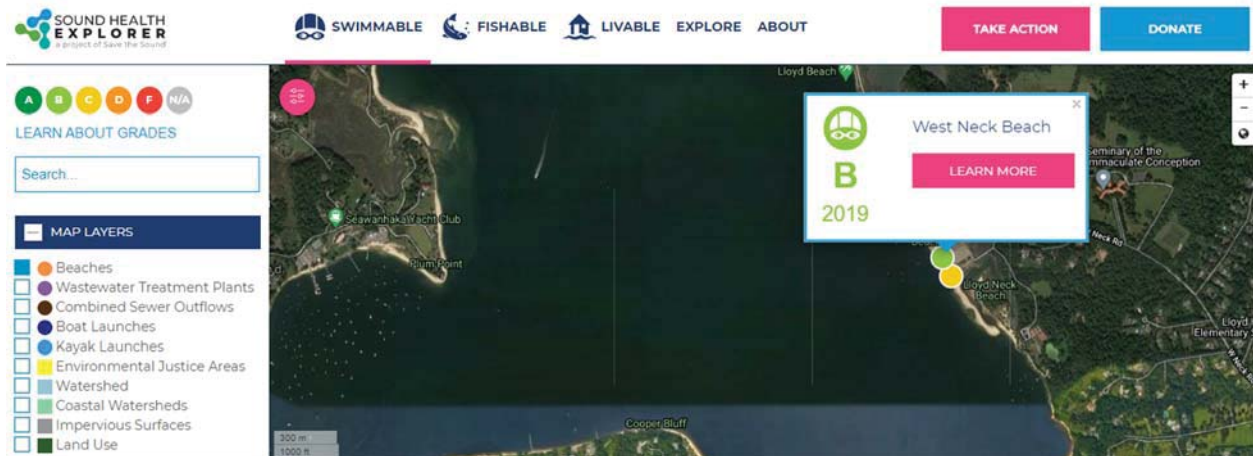 SOUND HEALTH
EXPLORER
a project of Save the Sound
SWIMMABLE
FISHABLE
LIVABLE
EXPLORE
ABOUT
TAKE ACTION
DONATE
A B C D F N/A
LEARN ABOUT GRADES
Search...
MAP LAYERS
Beaches
Wastewater Treatment Plants
Combined Sewer Outflows
Boat Launches
Kayak Launches
Environmental Justice Areas
Watershed
Coastal Watersheds
Impervious Surfaces
Land Use
Lloyd Beach
West Neck Beach
B
LEARN MORE
2019
Seminary of the
Immaculate Conception
Seawanhaka Yacht Club
Plum Point
Neck Rd
Lloyd Neck
Beach
Lloyd
Elementary
W Neck
Cooper Bluff
300 m
1000 ft
+
-